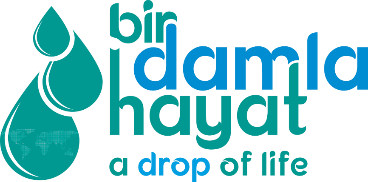 bir
damla
hayat
a drop of life